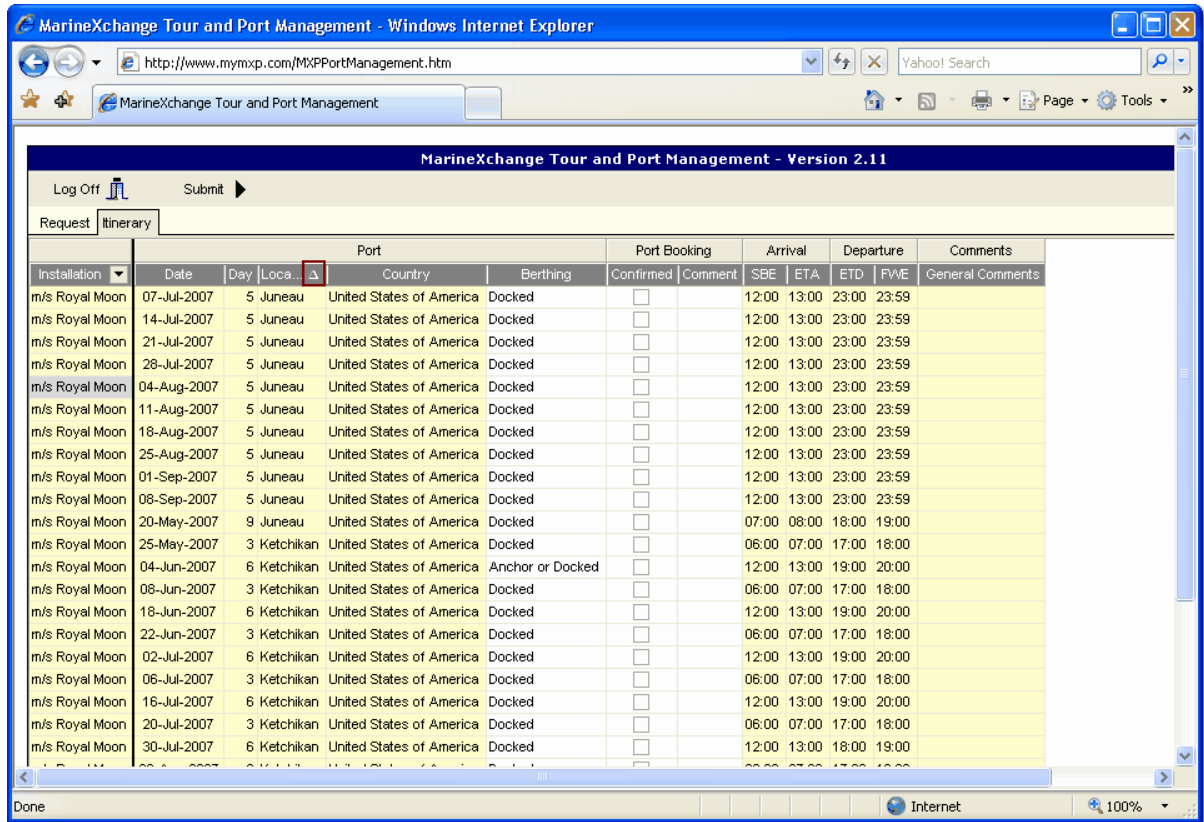 MarineXchange Tour and Port Management - Windows Internet Explorer
http://www.mymxp.com/MXPPortManagement.htm Yahoo! Search
MarineXchange Tour and Port Management Page Tools »
MarineXchange Tour and Port Management - Version 2.11
Log Off Submit
Request Itinerary
Port Port Booking Arrival Departure Comments
Installation Date Day Loca... Δ Country Berthing Confirmed Comment SBE ETA ETD FWE General Comments
m/s Royal Moon 07-Jul-2007 5 Juneau United States of America Docked 12:00 13:00 23:00 23:59
m/s Royal Moon 14-Jul-2007 5 Juneau United States of America Docked 12:00 13:00 23:00 23:59
m/s Royal Moon 21-Jul-2007 5 Juneau United States of America Docked 12:00 13:00 23:00 23:59
m/s Royal Moon 28-Jul-2007 5 Juneau United States of America Docked 12:00 13:00 23:00 23:59
m/s Royal Moon 04-Aug-2007 5 Juneau United States of America Docked 12:00 13:00 23:00 23:59
m/s Royal Moon 11-Aug-2007 5 Juneau United States of America Docked 12:00 13:00 23:00 23:59
m/s Royal Moon 18-Aug-2007 5 Juneau United States of America Docked 12:00 13:00 23:00 23:59
m/s Royal Moon 25-Aug-2007 5 Juneau United States of America Docked 12:00 13:00 23:00 23:59
m/s Royal Moon 01-Sep-2007 5 Juneau United States of America Docked 12:00 13:00 23:00 23:59
m/s Royal Moon 08-Sep-2007 5 Juneau United States of America Docked 12:00 13:00 23:00 23:59
m/s Royal Moon 20-May-2007 9 Juneau United States of America Docked 07:00 08:00 18:00 19:00
m/s Royal Moon 25-May-2007 3 Ketchikan United States of America Docked 06:00 07:00 17:00 18:00
m/s Royal Moon 04-Jun-2007 6 Ketchikan United States of America Anchor or Docked 12:00 13:00 19:00 20:00
m/s Royal Moon 08-Jun-2007 3 Ketchikan United States of America Docked 06:00 07:00 17:00 18:00
m/s Royal Moon 18-Jun-2007 6 Ketchikan United States of America Docked 12:00 13:00 19:00 20:00
m/s Royal Moon 22-Jun-2007 3 Ketchikan United States of America Docked 06:00 07:00 17:00 18:00
m/s Royal Moon 02-Jul-2007 6 Ketchikan United States of America Docked 12:00 13:00 19:00 20:00
m/s Royal Moon 06-Jul-2007 3 Ketchikan United States of America Docked 06:00 07:00 17:00 18:00
m/s Royal Moon 16-Jul-2007 6 Ketchikan United States of America Docked 12:00 13:00 19:00 20:00
m/s Royal Moon 20-Jul-2007 3 Ketchikan United States of America Docked 06:00 07:00 17:00 18:00
m/s Royal Moon 30-Jul-2007 6 Ketchikan United States of America Docked 12:00 13:00 18:00 19:00
Done Internet 100%